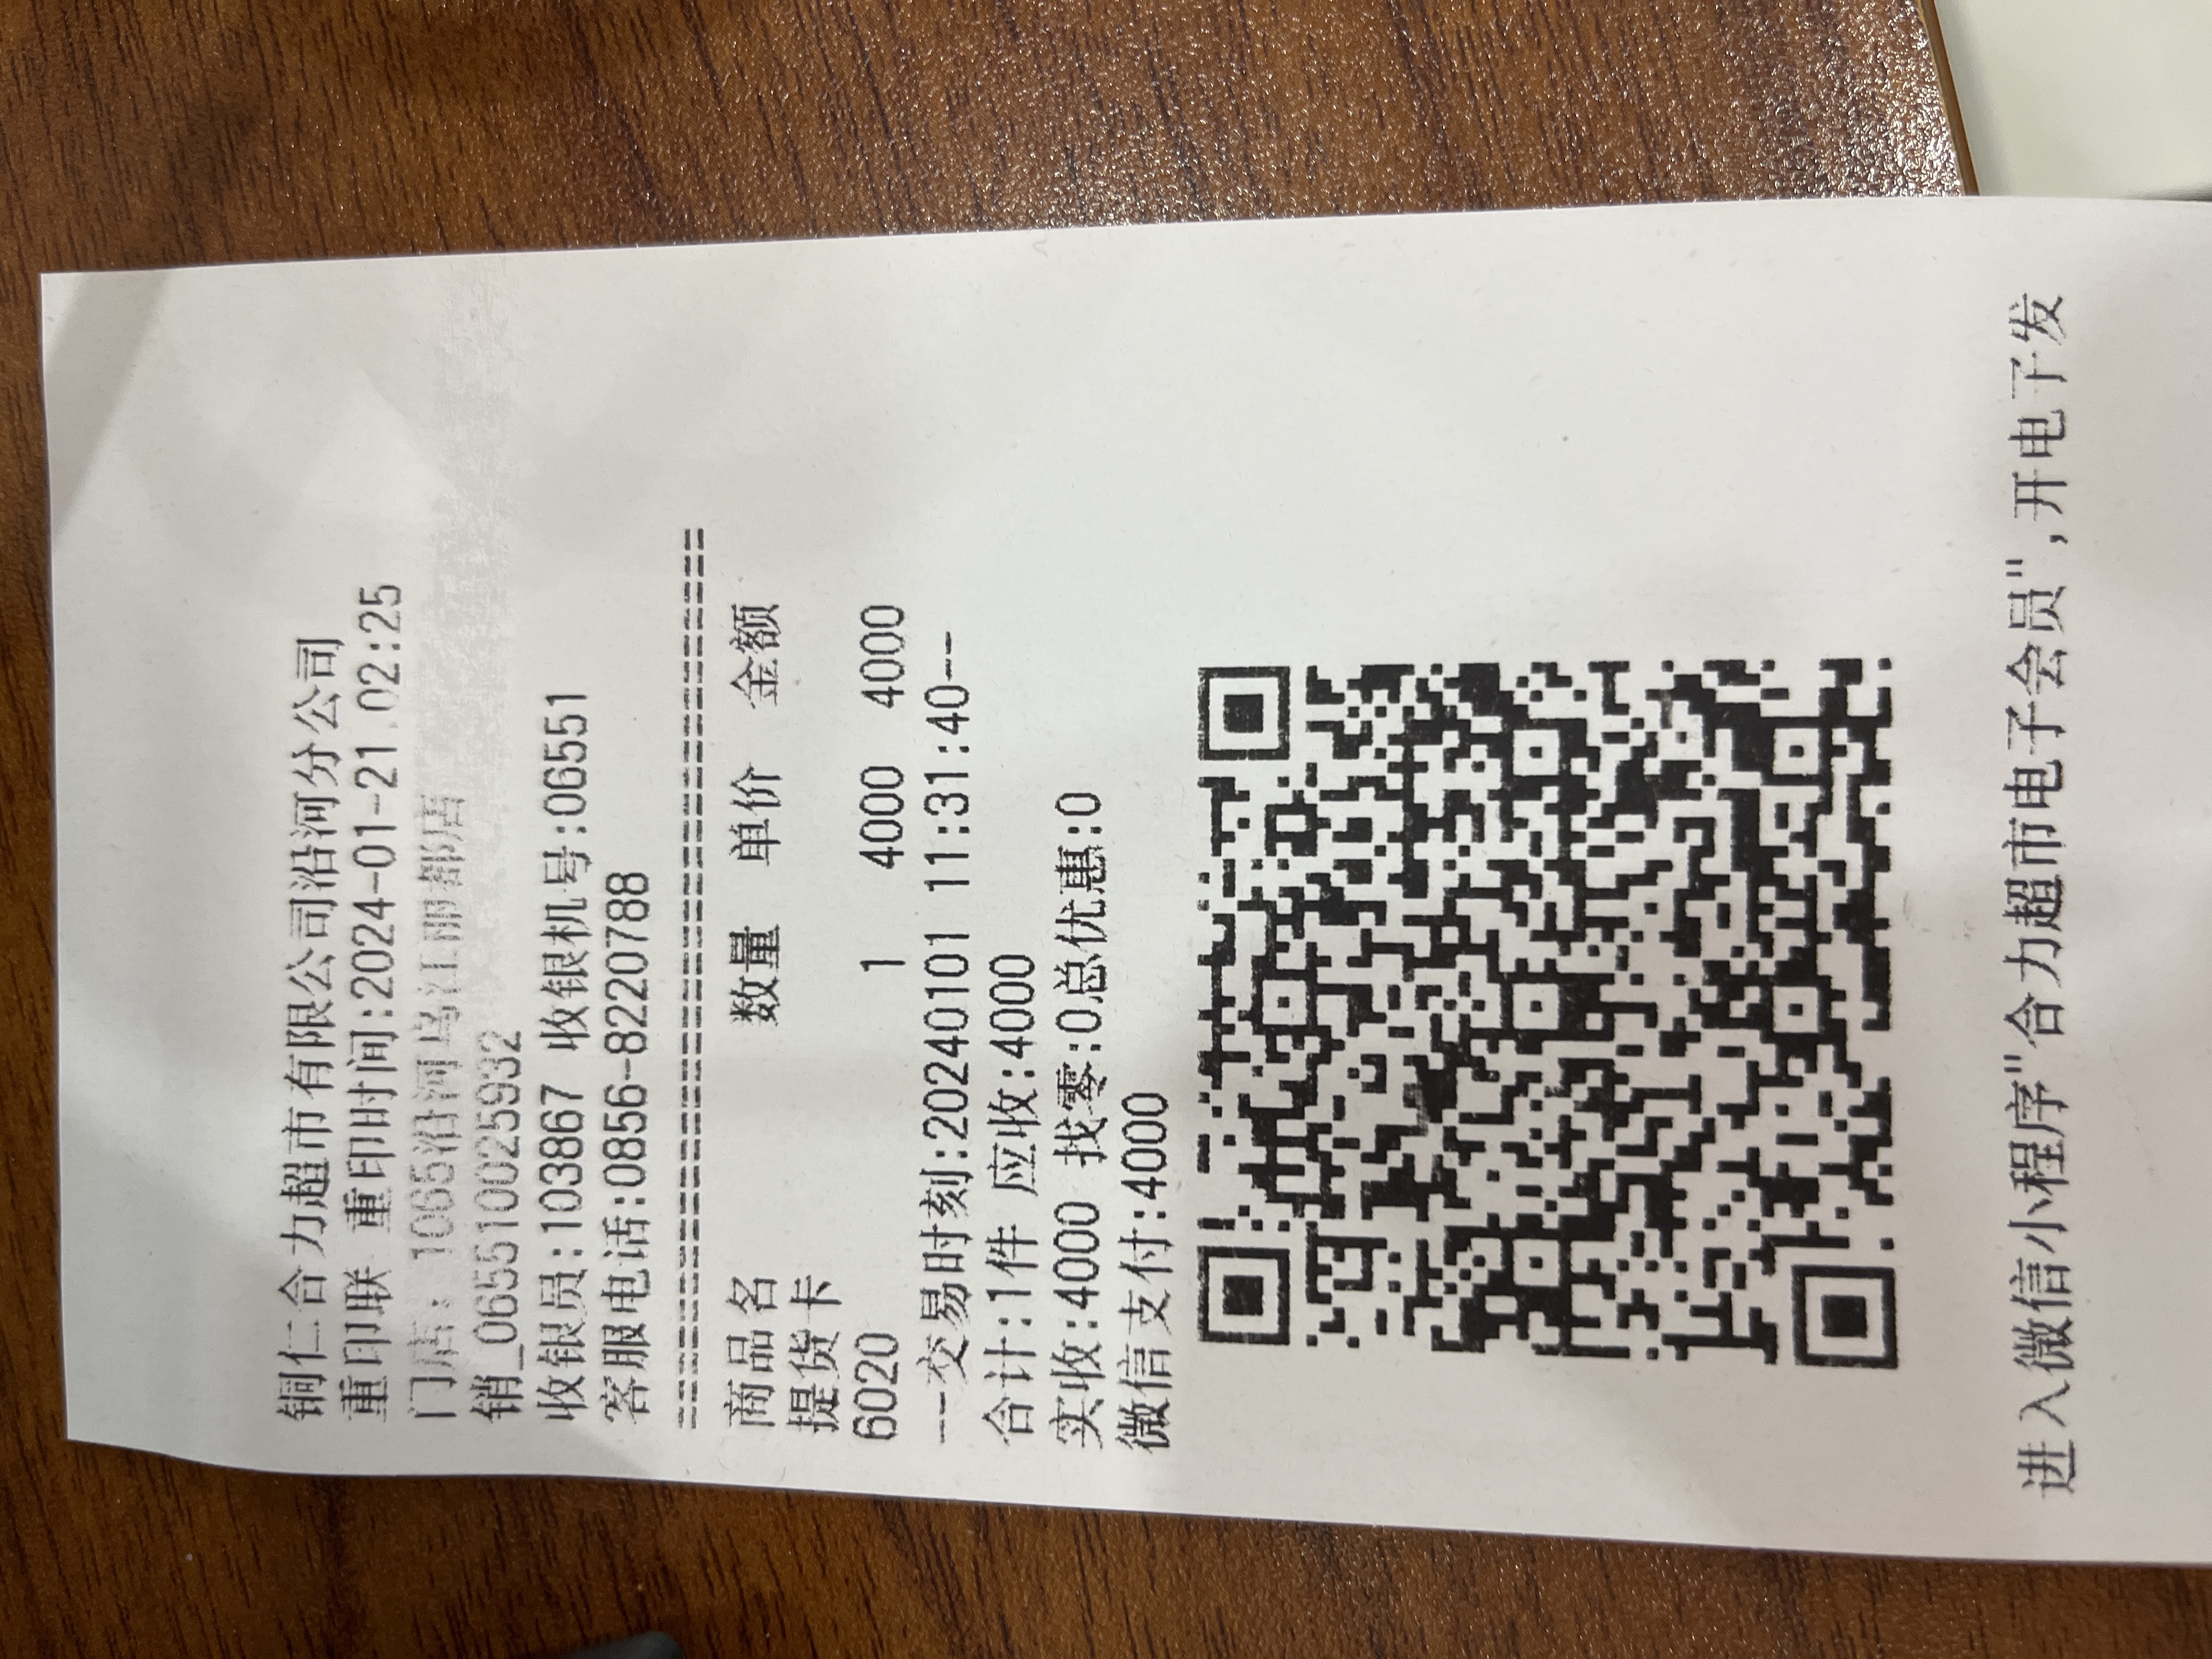 铜仁合力超市有限公司沿河分公司
重印联 重印时间:2024-01-21.02:25
门店: 1065沿河乌江丽都店
销_065510025932
收银员:103867 收银机号:06551
客服电话:0856-8220788
商品名 数量 单价 金额
提货卡
6020 1 4000 4000
--交易时刻:20240101 11:31:40--
合计:1件 应收:4000
实收:4000 找零:0总优惠:0
微信支付:4000
进入微信小程序"合力超市电子会员",开电子发